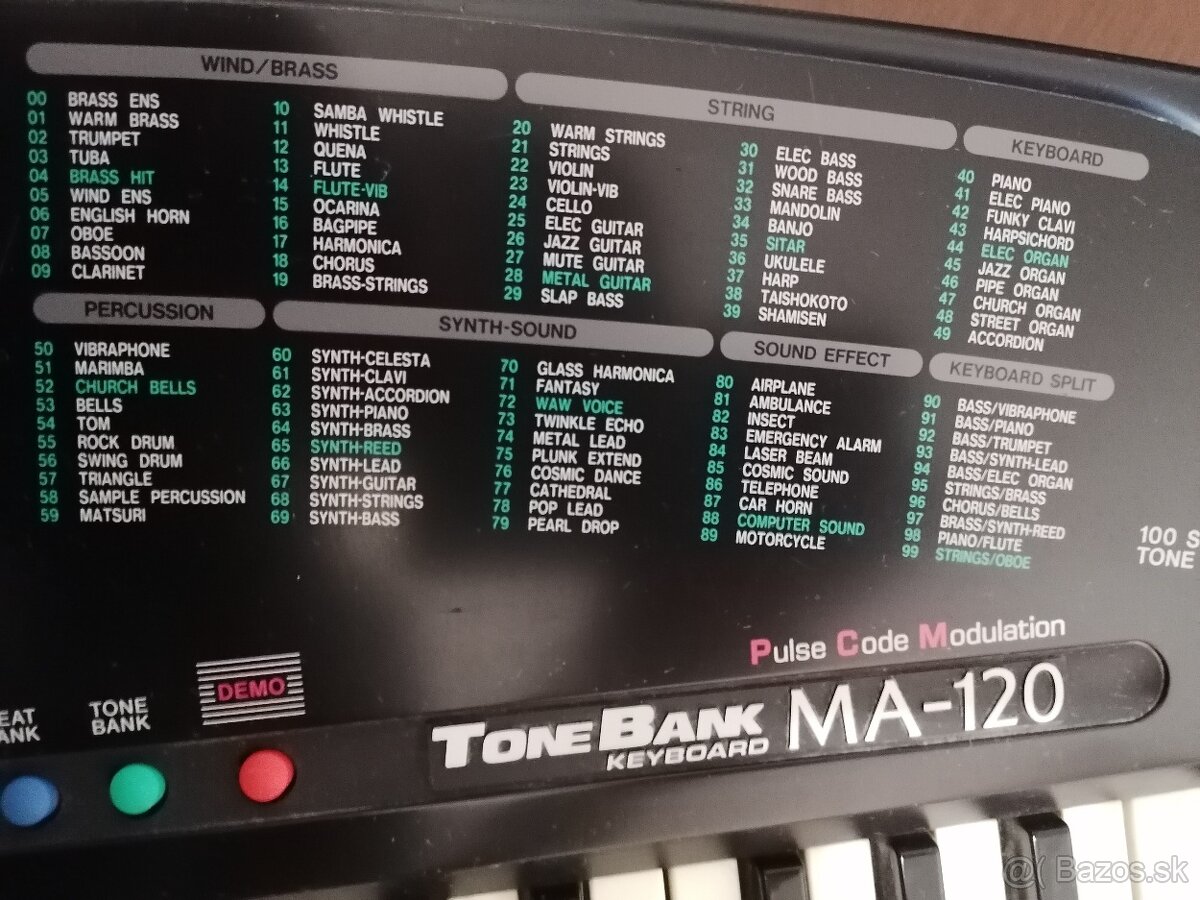 WIND/BRASS
00 BRASS ENS
01 WARM BRASS
02 TRUMPET
03 TUBA
04 BRASS HIT
05 WIND ENS
06 ENGLISH HORN
07 OBOE
08 BASSOON
09 CLARINET
10 SAMBA WHISTLE
11 WHISTLE
12 QUENA
13 FLUTE
14 FLUTE-VIB
15 OCARINA
16 BAGPIPE
17 HARMONICA
18 CHORUS
19 BRASS-STRINGS
STRING
20 WARM STRINGS
21 STRINGS
22 VIOLIN
23 VIOLIN-VIB
24 CELLO
25 ELEC GUITAR
26 JAZZ GUITAR
27 MUTE GUITAR
28 METAL GUITAR
29 SLAP BASS
30 ELEC BASS
31 WOOD BASS
32 SNARE BASS
33 MANDOLIN
34 BANJO
35 SITAR
36 UKULELE
37 HARP
38 TAISHOKOTO
39 SHAMISEN
KEYBOARD
40 PIANO
41 ELEC PIANO
42 FUNKY CLAVI
43 HARPSICHORD
44 ELEC ORGAN
45 JAZZ ORGAN
46 PIPE ORGAN
47 CHURCH ORGAN
48 STREET ORGAN
49 ACCORDION
PERCUSSION
50 VIBRAPHONE
51 MARIMBA
52 CHURCH BELLS
53 BELLS
54 TOM
55 ROCK DRUM
56 SWING DRUM
57 TRIANGLE
58 SAMPLE PERCUSSION
59 MATSURI
SYNTH-SOUND
60 SYNTH-CELESTA
61 SYNTH-CLAVI
62 SYNTH-ACCORDION
63 SYNTH-PIANO
64 SYNTH-BRASS
65 SYNTH-REED
66 SYNTH-LEAD
67 SYNTH-GUITAR
68 SYNTH-STRINGS
69 SYNTH-BASS
70 GLASS HARMONICA
71 FANTASY
72 WAW VOICE
73 TWINKLE ECHO
74 METAL LEAD
75 PLUNK EXTEND
76 COSMIC DANCE
77 CATHEDRAL
78 POP LEAD
79 PEARL DROP
SOUND EFFECT
80 AIRPLANE
81 AMBULANCE
82 INSECT
83 EMERGENCY ALARM
84 LASER BEAM
85 COSMIC SOUND
86 TELEPHONE
87 CAR HORN
88 COMPUTER SOUND
89 MOTORCYCLE
KEYBOARD SPLIT
90 BASS/VIBRAPHONE
91 BASS/PIANO
92 BASS/TRUMPET
93 BASS/SYNTH-LEAD
94 BASS/ELEC ORGAN
95 STRINGS/BRASS
96 CHORUS/BELLS
97 BRASS/SYNTH-REED
98 PIANO/FLUTE
99 STRINGS/OBOE
100 S
TONE
Pulse Code Modulation
EAT
ANK
TONE
BANK
DEMO
TONEBANK
KEYBOARD
MA-120
@( Bazos.sk